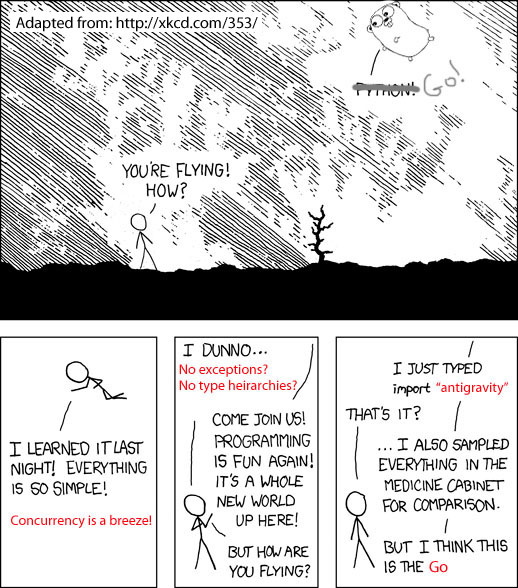 Adapted from: http://xkcd.com/353/
PYTHON! Go!
YOU'RE FLYING!
HOW?
I LEARNED IT LAST
NIGHT! EVERYTHING
IS SO SIMPLE!
Concurrency is a breeze!
I DUNNO...
No exceptions?
No type heirarchies?
COME JOIN US!
PROGRAMMING
IS FUN AGAIN!
IT'S A WHOLE
NEW WORLD
UP HERE!
BUT HOW ARE
YOU FLYING?
I JUST TYPED
import "antigravity"
THAT'S IT?
... I ALSO SAMPLED
EVERYTHING IN THE
MEDICINE CABINET
FOR COMPARISON.
BUT I THINK THIS
IS THE Go